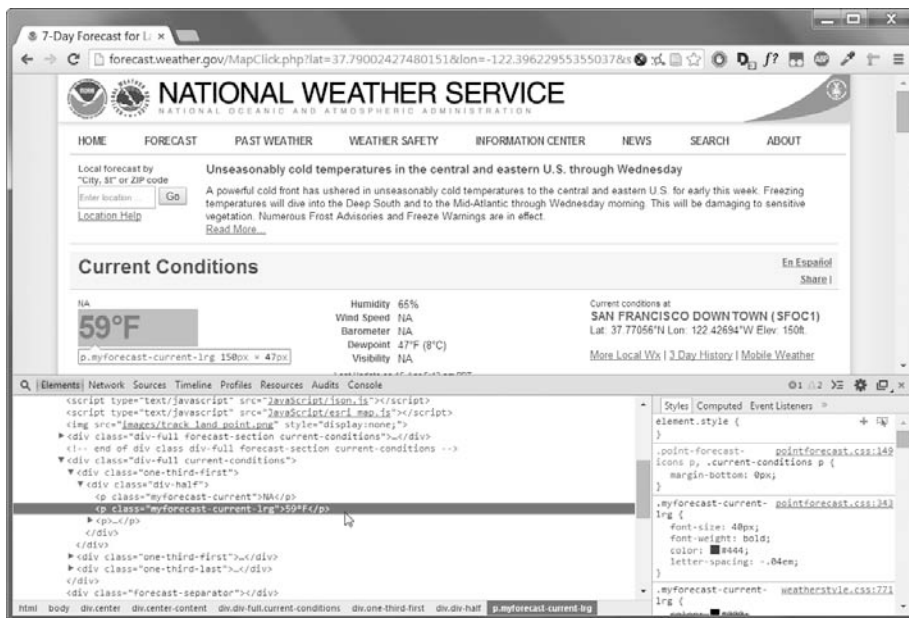 7-Day Forecast for L
forecast.weather.gov/MapClick.php?lat=37.79002427480151&lon=-122.39622955355037&s
NATIONAL WEATHER SERVICE
NATIONAL OCEANIC AND ATMOSPHERIC ADMINISTRATION
HOME FORECAST PAST WEATHER WEATHER SAFETY INFORMATION CENTER NEWS SEARCH ABOUT
Local forecast by
"City, St" or ZIP code
Enter location ...
Go
Location Help
Unseasonably cold temperatures in the central and eastern U.S. through Wednesday
A powerful cold front has ushered in unseasonably cold temperatures to the central and eastern U.S. for early this week. Freezing
temperatures will dive into the Deep South and to the Mid-Atlantic through Wednesday morning. This will be damaging to sensitive
vegetation. Numerous Frost Advisories and Freeze Warnings are in effect.
Read More...
Current Conditions
En Español
Share |
NA
59°F
p.myforecast-current-lrg 150px × 47px
Humidity 65%
Wind Speed NA
Barometer NA
Dewpoint 47°F (8°C)
Visibility NA
Current conditions at
SAN FRANCISCO DOWNTOWN (SFOC1)
Lat: 37.77056°N Lon: 122.42694°W Elev: 150ft.
More Local Wx | 3 Day History | Mobile Weather
Elements Network Sources Timeline Profiles Resources Audits Console
1 2
<script type="text/javascript" src="JavaScript/json.js"></script>
<script type="text/javascript" src="JavaScript/esri_map.js"></script>
<img src="images/track_land_point.png" style="display:none;">
<div class="div-full forecast-section current-conditions">…</div>
<!-- end of div class div-full forecast-section current-conditions -->
<div class="div-full current-conditions">
<div class="one-third-first">
<div class="div-half">
<p class="myforecast-current">NA</p>
<p class="myforecast-current-lrg">59°F</p>
<p>…</p>
</div>
</div>
<div class="one-third-first">…</div>
<div class="one-third-last">…</div>
</div>
<div class="forecast-separator"></div>
html body div.center div.center-content div.div-full.current-conditions div.one-third-first div.div-half p.myforecast-current-lrg
Styles Computed Event Listeners »
element.style {
}
.point-forecast- pointforecast.css:149
icons p, .current-conditions p {
margin-bottom: 0px;
}
.myforecast-current- pointforecast.css:343
lrg {
font-size: 40px;
font-weight: bold;
color: #444;
letter-spacing: -.04em;
}
.myforecast-current- weatherstyle.css:771
lrg {